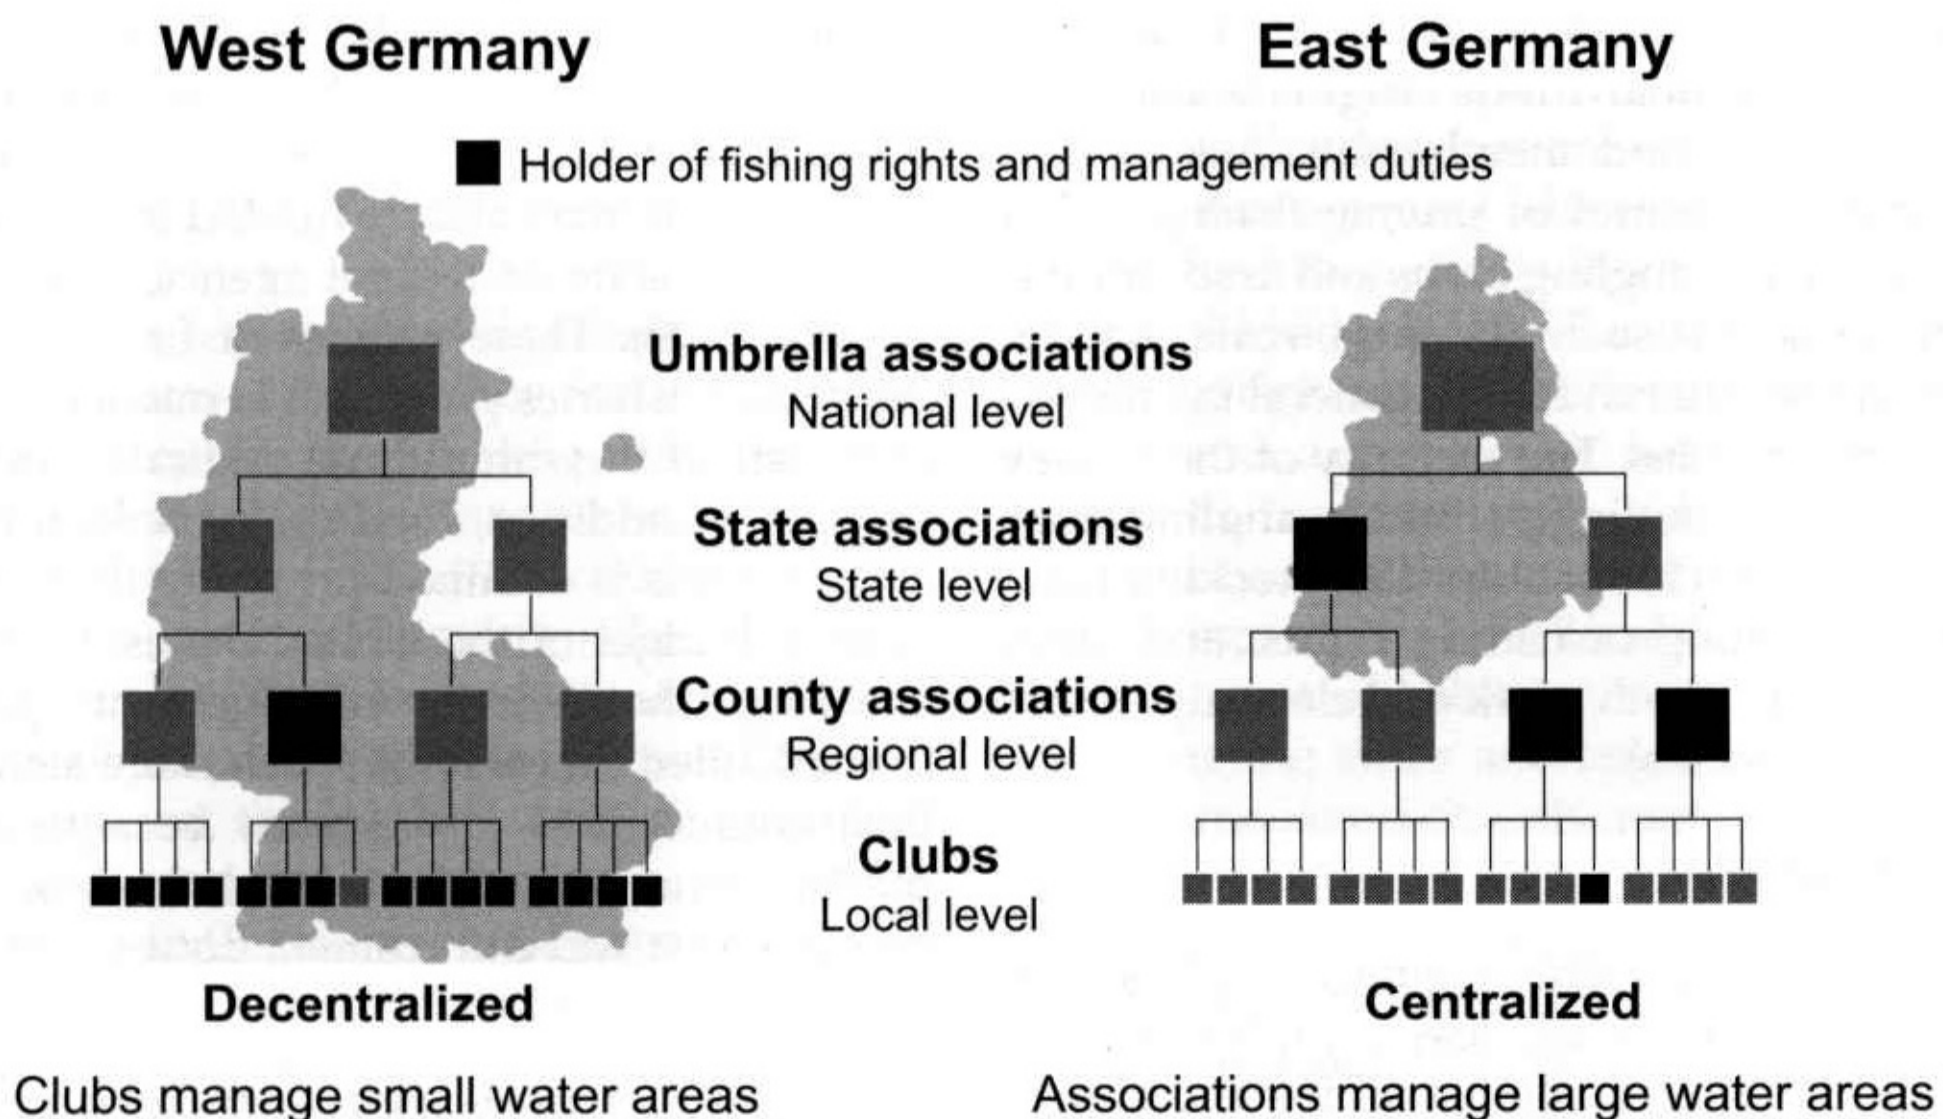 West Germany
East Germany
Holder of fishing rights and management duties
Umbrella associations
National level
State associations
State level
County associations
Regional level
Clubs
Local level
Decentralized
Centralized
Clubs manage small water areas
Associations manage large water areas